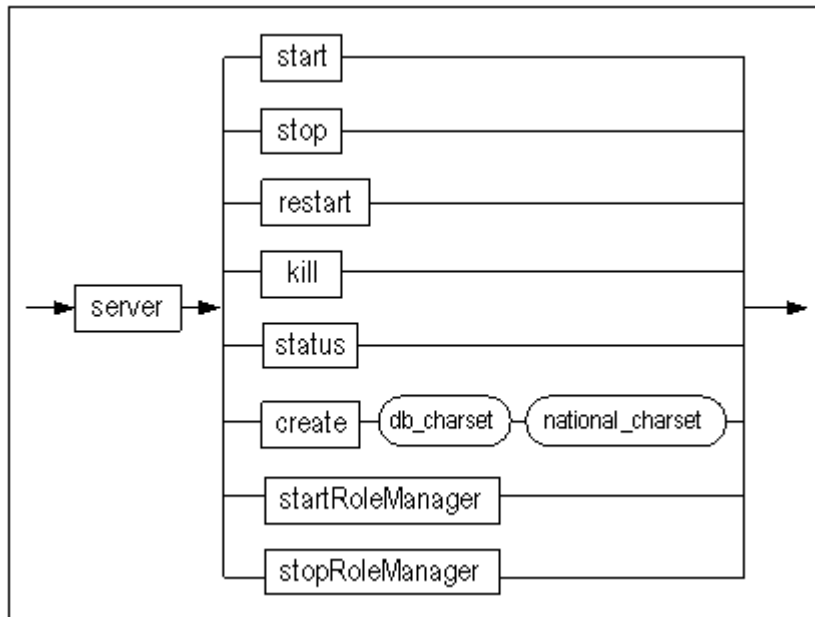 start
stop
restart
kill
server
status
create db_charset national_charset
startRoleManager
stopRoleManager